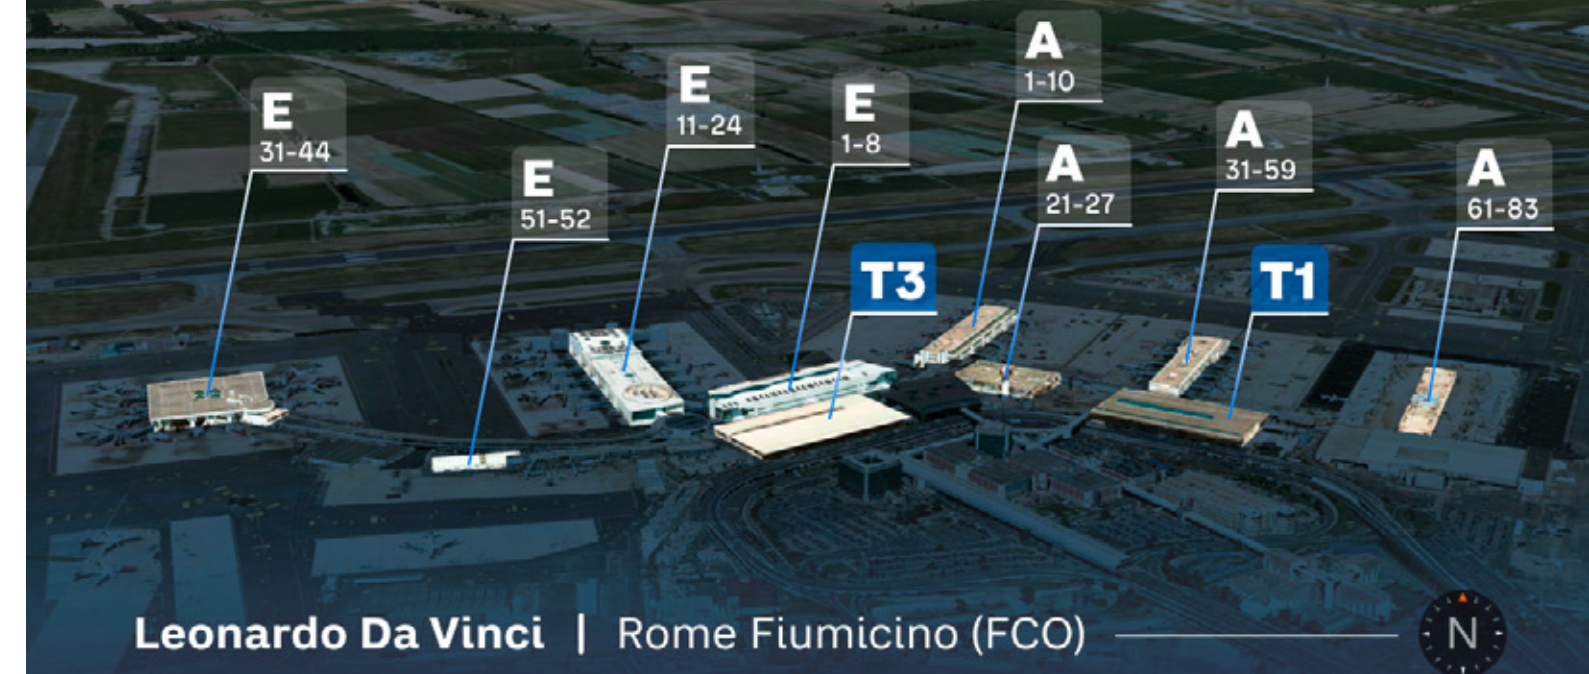 A
1-10
E
11-24
E
1-8
E
31-44
A
31-59
A
21-27
A
61-83
E
51-52
T3
T1
Leonardo Da Vinci | Rome Fiumicino (FCO)
N